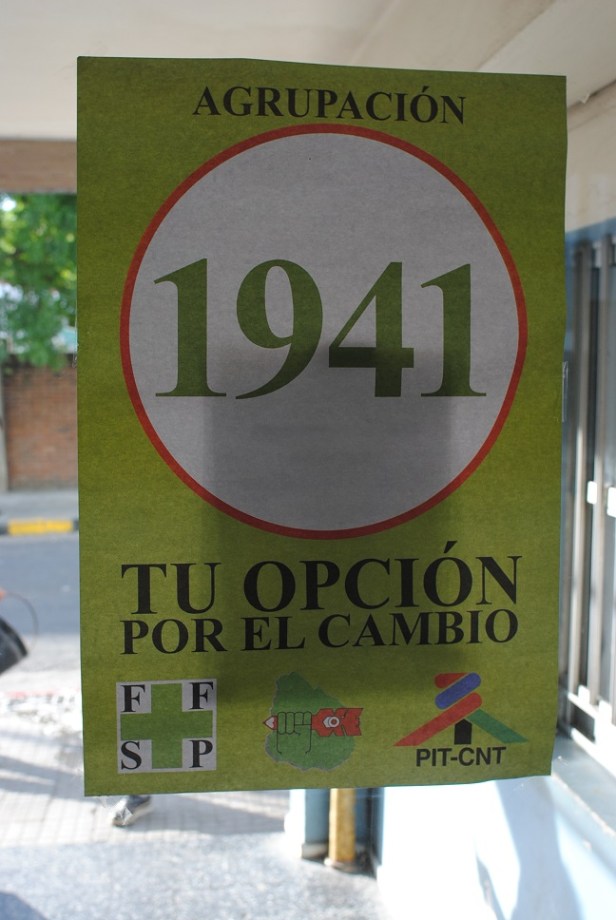 AGRUPACIÓN
1941
TU OPCIÓN
POR EL CAMBIO
F F
S P
PIT-CNT